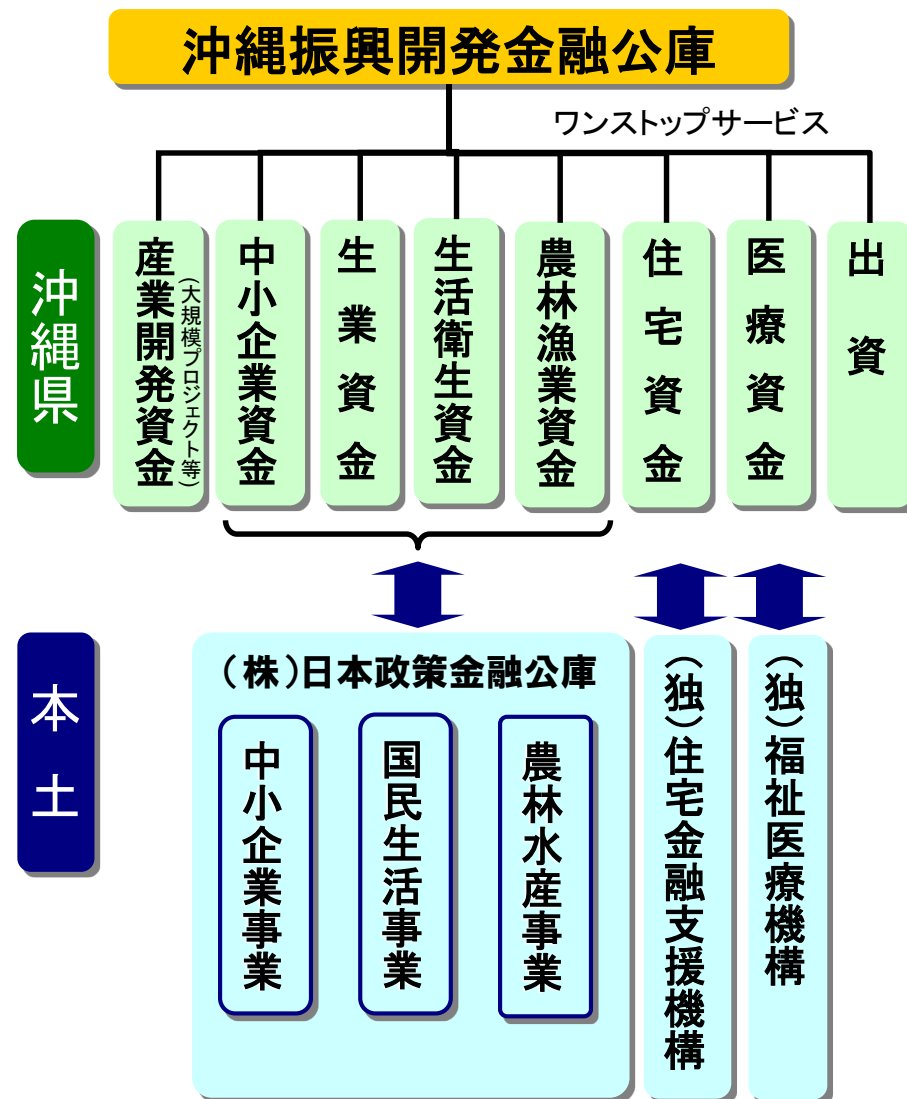 沖縄振興開発金融公庫
ワンストップサービス
沖縄県
産業開発資金
(大規模プロジェクト等)
中小企業資金
生業資金
生活衛生資金
農林漁業資金
住宅資金
医療資金
出資
本土
(株)日本政策金融公庫
中小企業事業
国民生活事業
農林水産事業
(独)住宅金融支援機構
(独)福祉医療機構